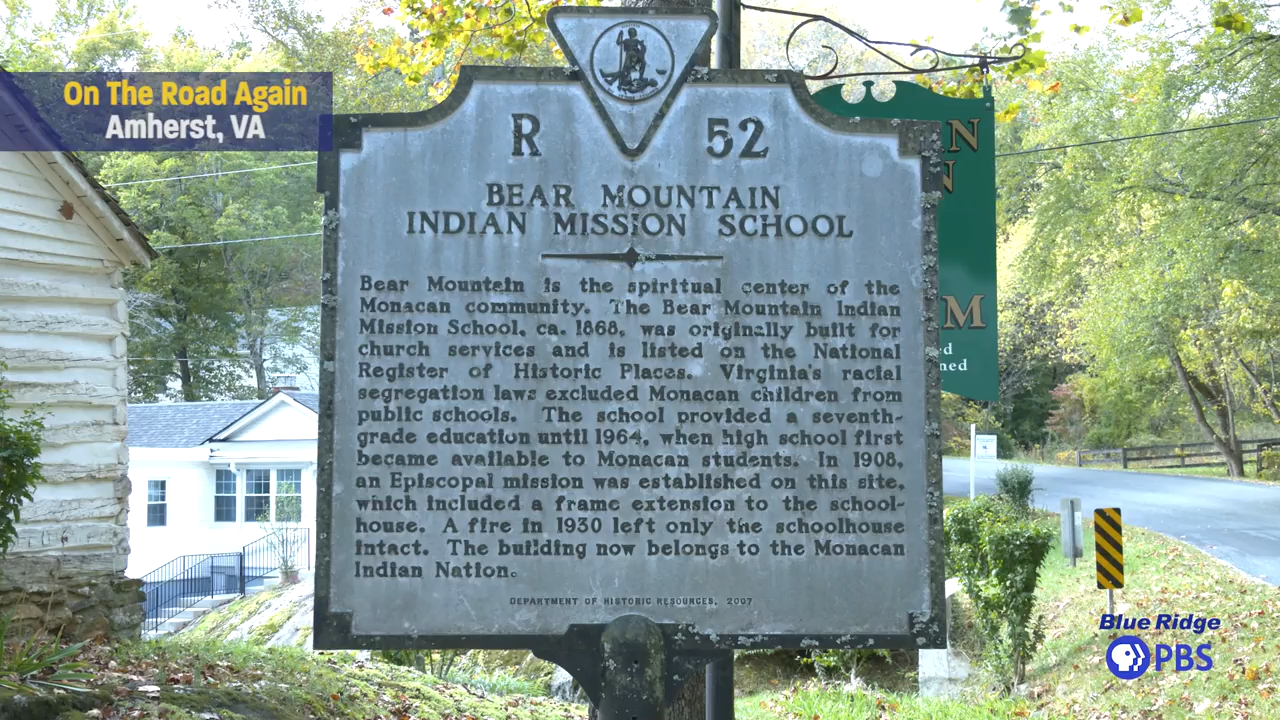 On The Road Again
Amherst, VA
R 52
BEAR MOUNTAIN
INDIAN MISSION SCHOOL
Bear Mountain is the spiritual center of the
Monacan community. The Bear Mountain Indian
Mission School, ca. 1868, was originally built for
church services and is listed on the National
Register of Historic Places. Virginia's racial
segregation laws excluded Monacan children from
public schools. The school provided a seventh-
grade education until 1964, when high school first
became available to Monacan students. In 1908,
an Episcopal mission was established on this site,
which included a frame extension to the school-
house. A fire in 1930 left only the schoolhouse
intact. The building now belongs to the Monacan
Indian Nation.
DEPARTMENT OF HISTORIC RESOURCES, 2007
Blue Ridge
PBS